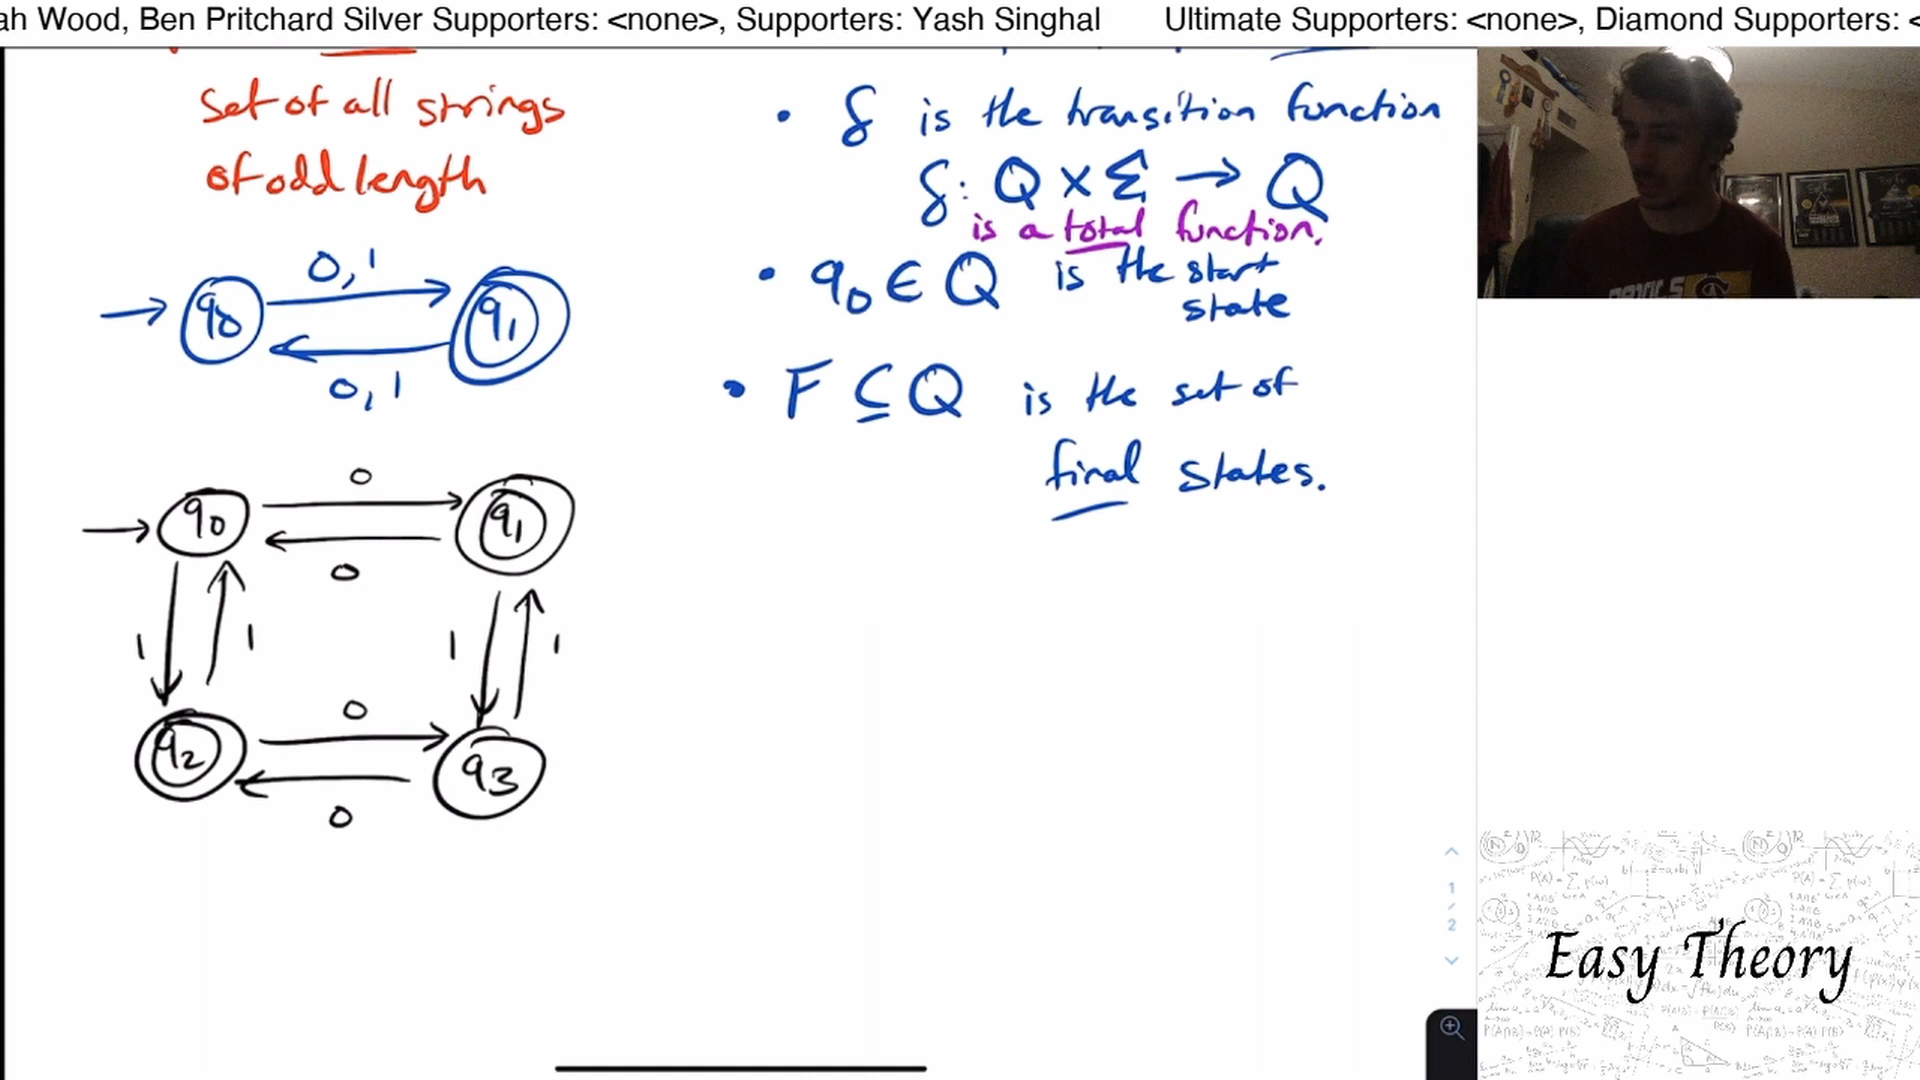 ah Wood, Ben Pritchard Silver Supporters: <none>, Supporters: Yash Singhal Ultimate Supporters: <none>, Diamond Supporters: <
set of all strings
of odd length
0, 1
q0 q1
0, 1
0
q0 q1
0
1 1 1 1
0
q2 q3
0
• δ is the transition function
δ: Q × Σ → Q
is a total function.
• q0 ∈ Q is the start
state
• F ⊆ Q is the set of
final states.
1
2
Easy Theory